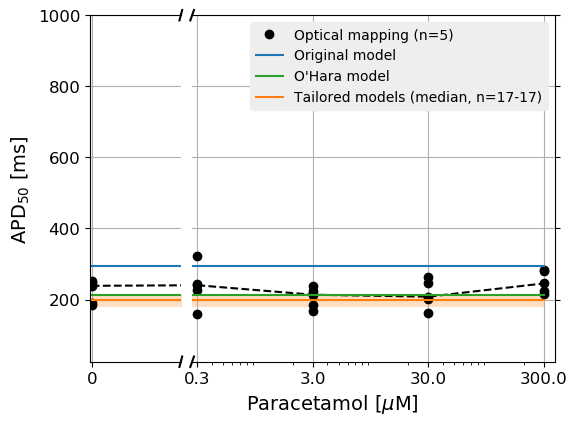 1000
800
600
400
200
APD50 [ms]
Optical mapping (n=5)
Original model
O'Hara model
Tailored models (median, n=17-17)
0
0.3
3.0
30.0
300.0
Paracetamol [μM]